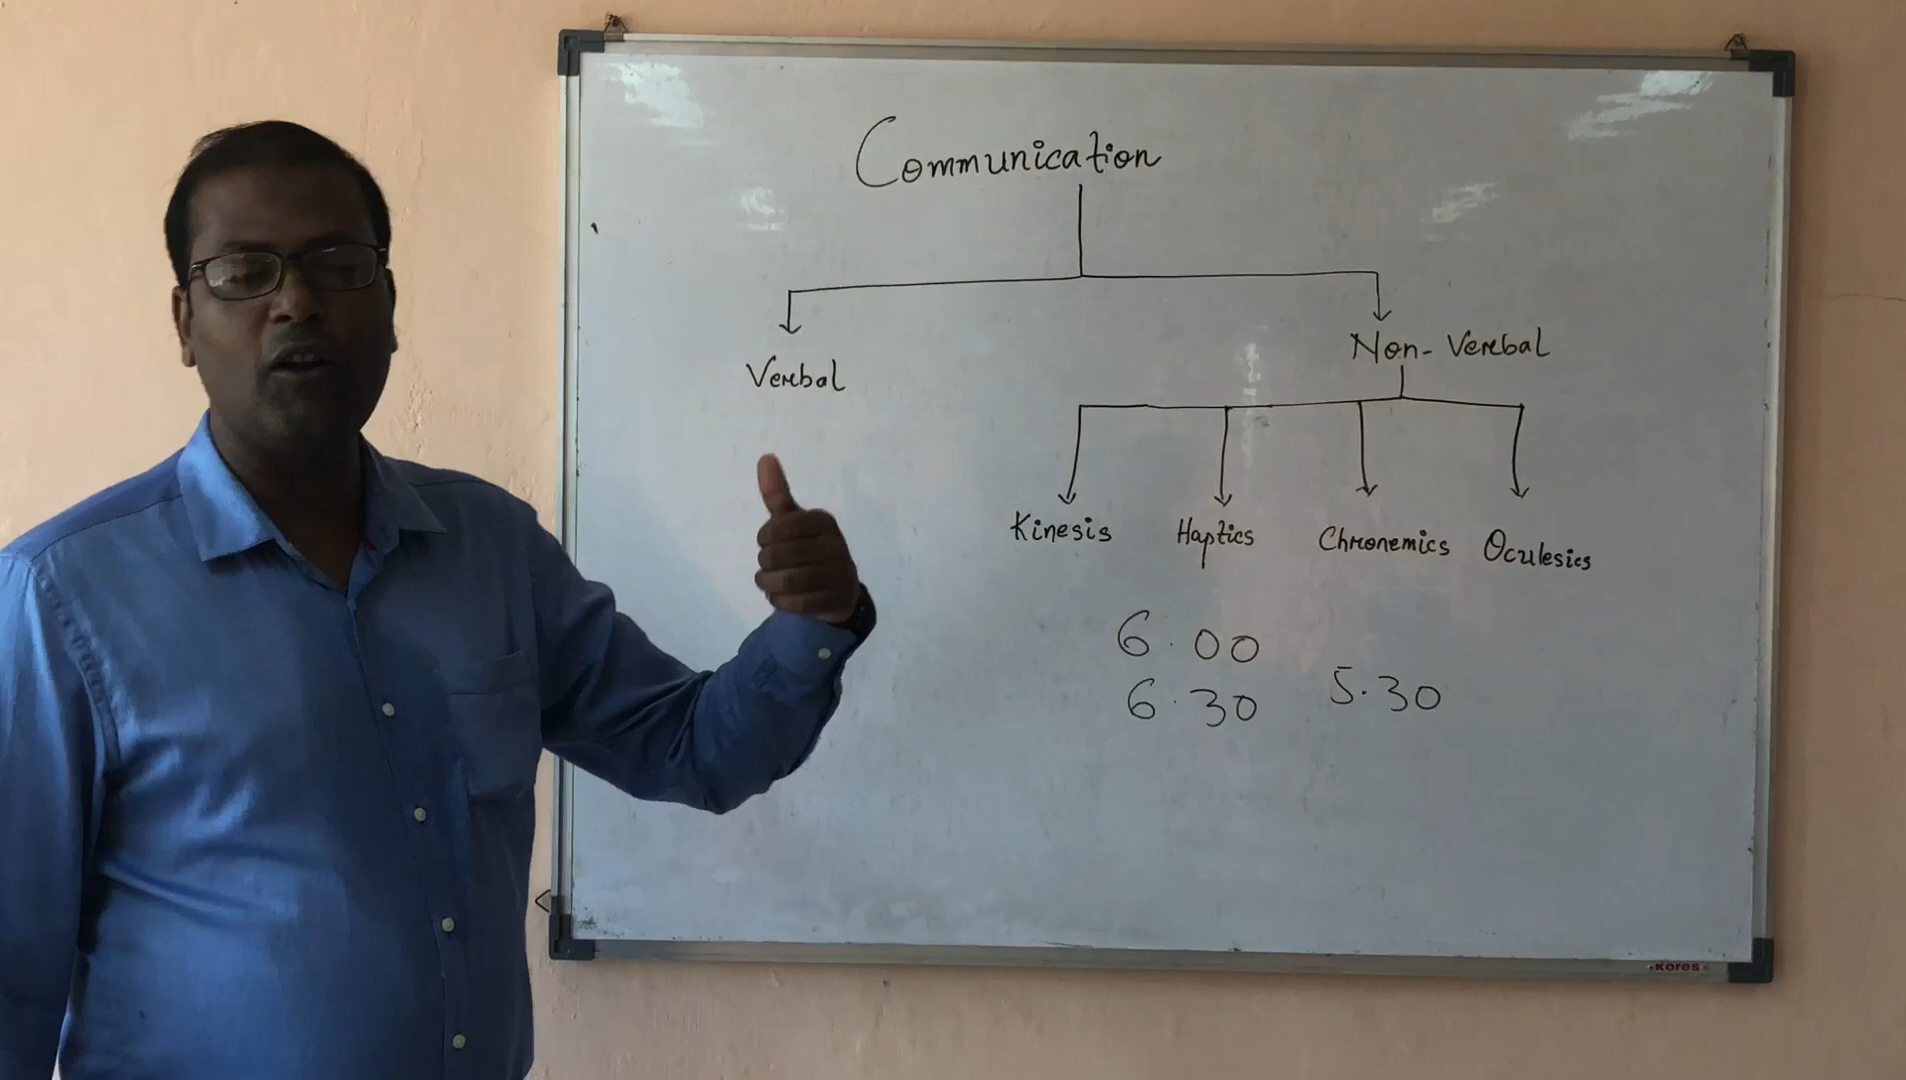 Communication
Verbal
Non-Verbal
Kinesis Haptics Chronemics Oculesics
6.00
6.30 5.30
KORES